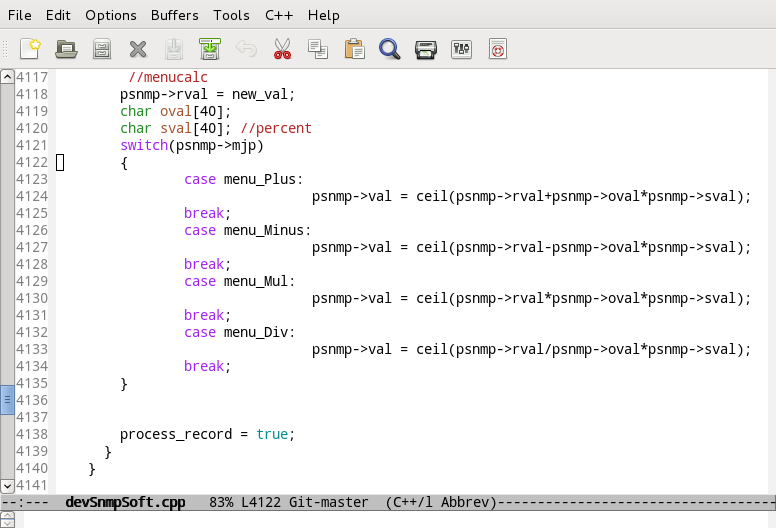 File Edit Options Buffers Tools C++ Help
4117 //menucalc
4118 psnmp->rval = new_val;
4119 char oval[40];
4120 char sval[40]; //percent
4121 switch(psnmp->mjp)
4122 {
4123 case menu_Plus:
4124 psnmp->val = ceil(psnmp->rval+psnmp->oval*psnmp->sval);
4125 break;
4126 case menu_Minus:
4127 psnmp->val = ceil(psnmp->rval-psnmp->oval*psnmp->sval);
4128 break;
4129 case menu_Mul:
4130 psnmp->val = ceil(psnmp->rval*psnmp->oval*psnmp->sval);
4131 break;
4132 case menu_Div:
4133 psnmp->val = ceil(psnmp->rval/psnmp->oval*psnmp->sval);
4134 break;
4135 }
4136
4137
4138 process_record = true;
4139 }
4140 }
4141
--:--- devSnmpSoft.cpp 83% L4122 Git-master (C++/l Abbrev)-----------------------------------